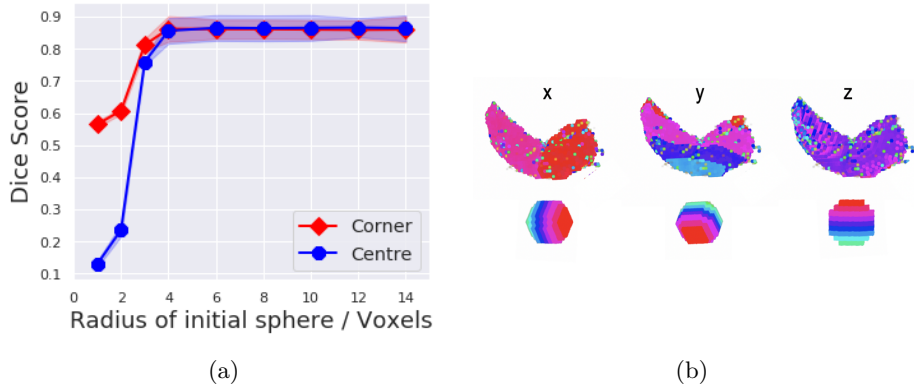 0.9
0.8
0.7
0.6
0.5
0.4
0.3
0.2
0.1
Dice Score
Corner
Centre
0 2 4 6 8 10 12 14
Radius of initial sphere / Voxels
(a)
x y z
(b)